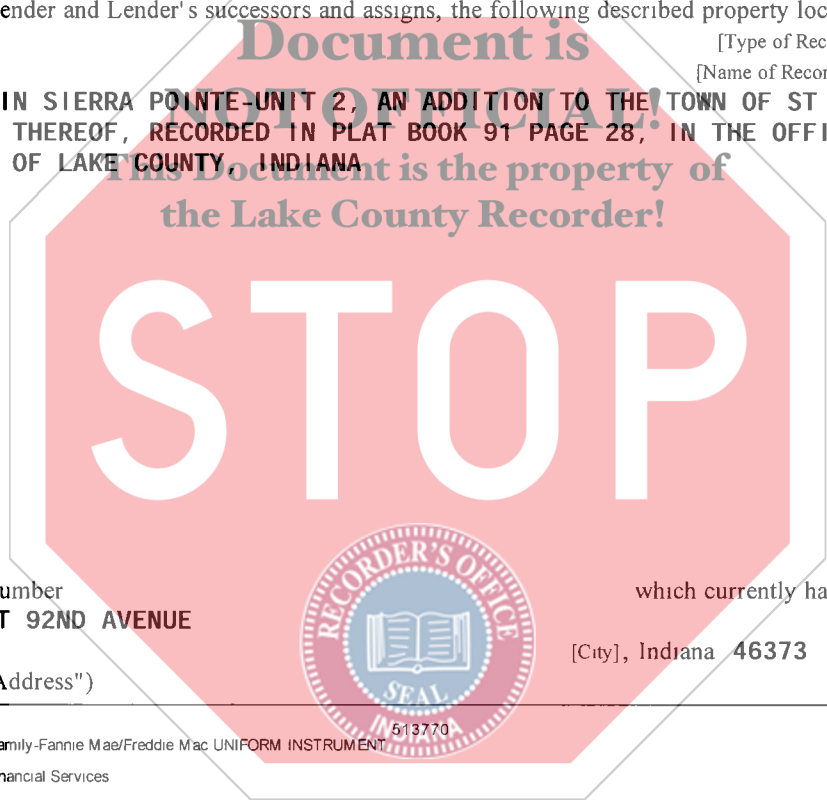 ender and Lender's successors and assigns, the following described property loc
Document is
[Type of Rec
[Name of Recor
IN SIERRA POINTE-UNIT 2, AN ADDITION TO THE TOWN OF ST
NOT OFFICIAL!
THEREOF, RECORDED IN PLAT BOOK 91 PAGE 28, IN THE OFFI
OF LAKE COUNTY, INDIANA
This Document is the property of
the Lake County Recorder!
STOP
RECORDER'S OFFICE
umber which currently ha
T 92ND AVENUE
[City], Indiana 46373
Address")
SEAL
INDIANA
513770
amily-Fannie Mae/Freddie Mac UNIFORM INSTRUMENT
nancial Services